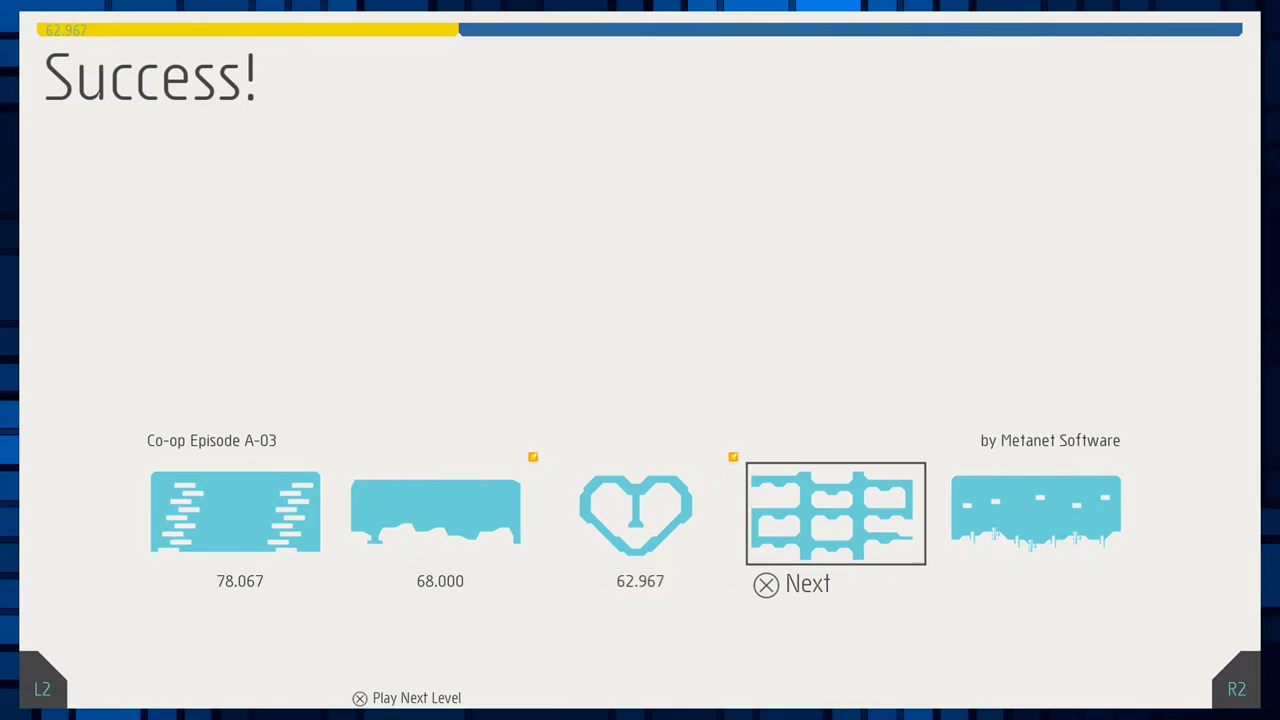 62.967
Success!
Co-op Episode A-03
by Metanet Software
78.067
68.000
62.967
Next
L2
Play Next Level
R2